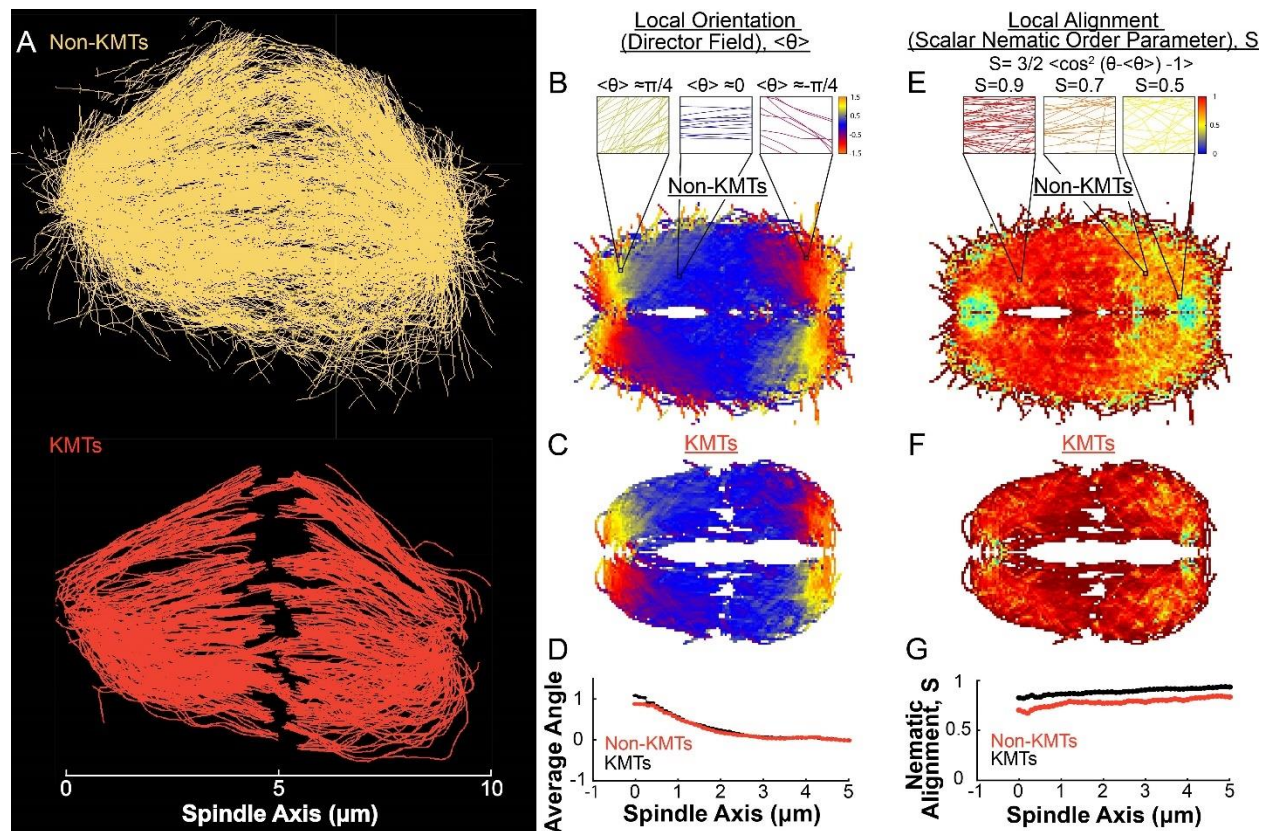 A
Non-KMTs
KMTs
0
5
10
Spindle Axis (μm)
Local Orientation
(Director Field), <θ>
B
<θ> ≈π/4
<θ> ≈0
<θ> ≈-π/4
1.5
0.5
0.5
1.5
Non-KMTs
C
KMTs
D
Average Angle
1
0
-1
Non-KMTs
KMTs
-1 0 1 2 3 4 5
Spindle Axis (μm)
Local Alignment
(Scalar Nematic Order Parameter), S
S= 3/2 <cos² (θ-<θ>) -1>
E
S=0.9
S=0.7
S=0.5
1
0.5
0
Non-KMTs
F
KMTs
G
Nematic
Alignment, S
1
0.5
0
Non-KMTs
KMTs
-1 0 1 2 3 4 5
Spindle Axis (μm)